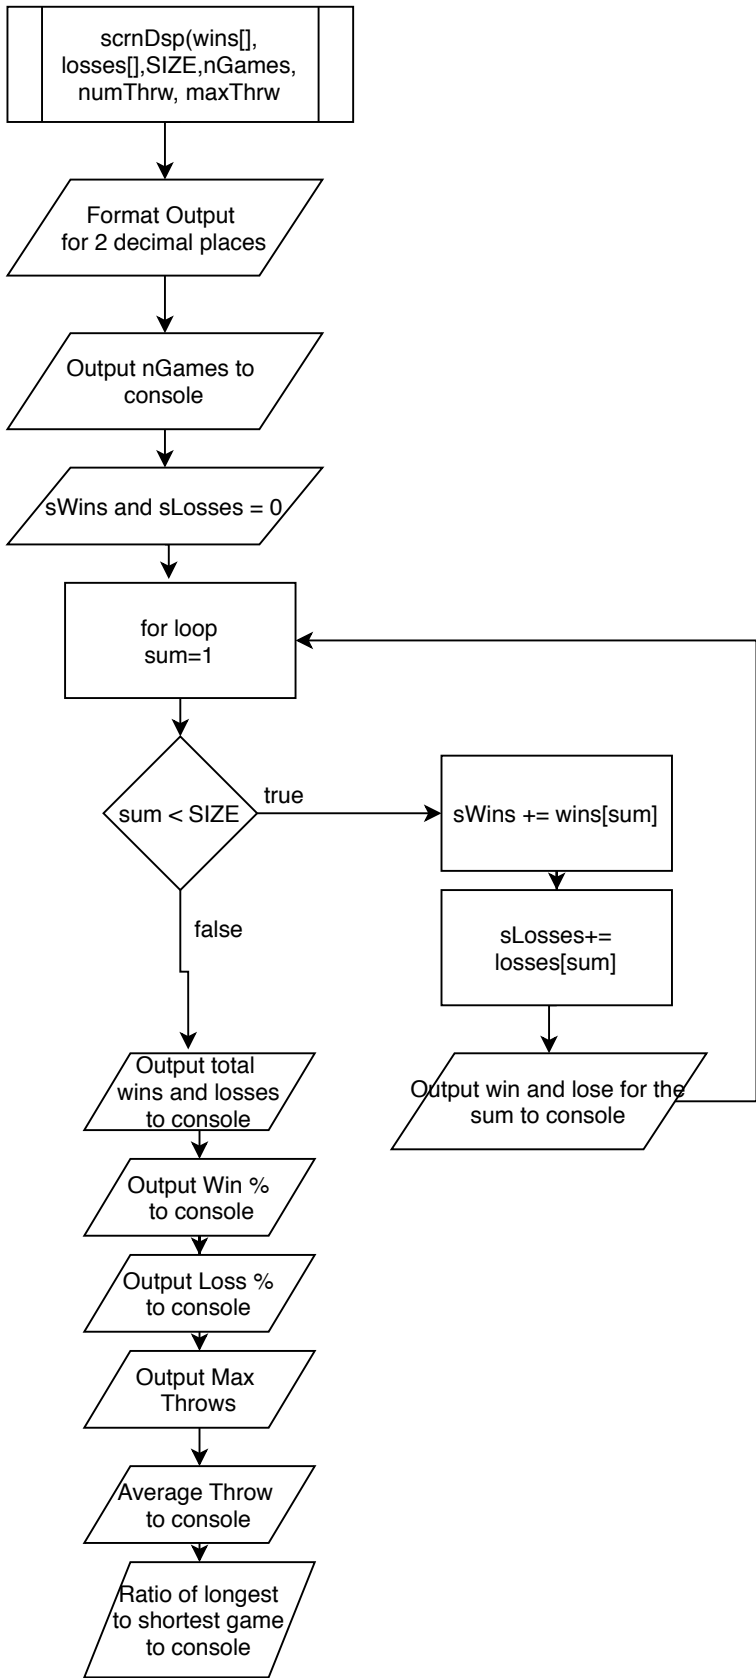 scrnDsp(wins[],
losses[],SIZE,nGames,
numThrw, maxThrw
Format Output
for 2 decimal places
Output nGames to
console
sWins and sLosses = 0
for loop
sum=1
sum < SIZE
true
sWins += wins[sum]
false
sLosses+=
losses[sum]
Output win and lose for the
sum to console
Output total
wins and losses
to console
Output Win %
to console
Output Loss %
to console
Output Max
Throws
Average Throw
to console
Ratio of longest
to shortest game
to console